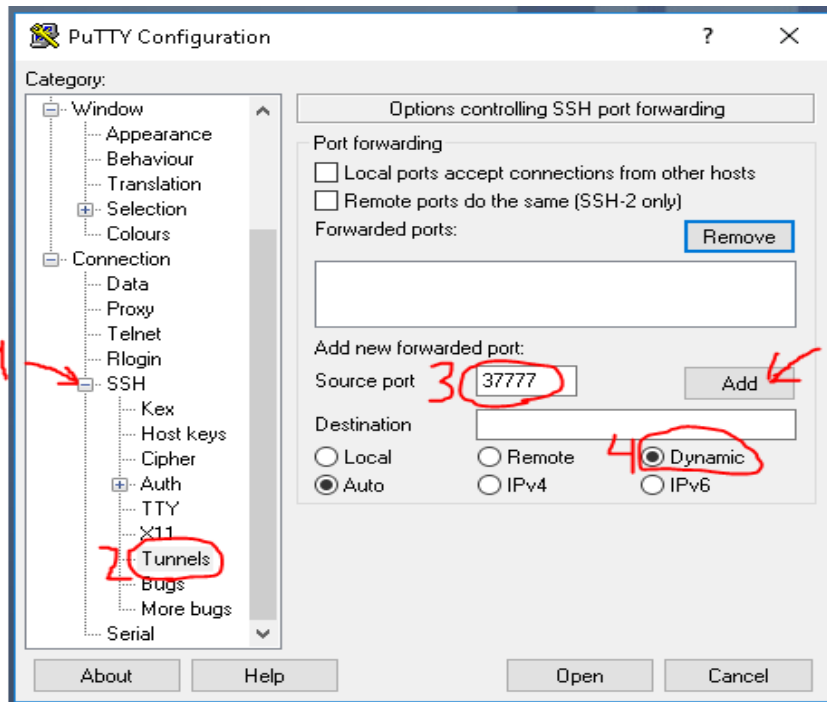 PuTTY Configuration
Category:
Window
Appearance
Behaviour
Translation
Selection
Colours
Connection
Data
Proxy
Telnet
Rlogin
1
SSH
Kex
Host keys
Cipher
Auth
TTY
X11
2 Tunnels
Bugs
More bugs
Serial
Options controlling SSH port forwarding
Port forwarding
Local ports accept connections from other hosts
Remote ports do the same (SSH-2 only)
Forwarded ports:
Remove
Add new forwarded port:
Source port 3 37777 Add
Destination
Local Remote 4 Dynamic
Auto IPv4 IPv6
About Help Open Cancel